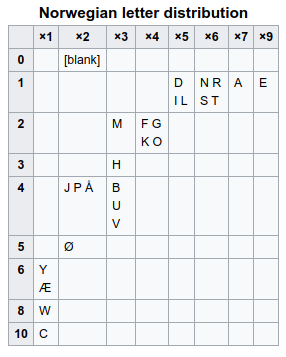 Norwegian letter distribution
×1 ×2 ×3 ×4 ×5 ×6 ×7 ×9
0 [blank]
1 D N R A E
I L S T
2 M F G
K O
3 H
4 J P Å B
U
V
5 Ø
6 Y
Æ
8 W
10 C